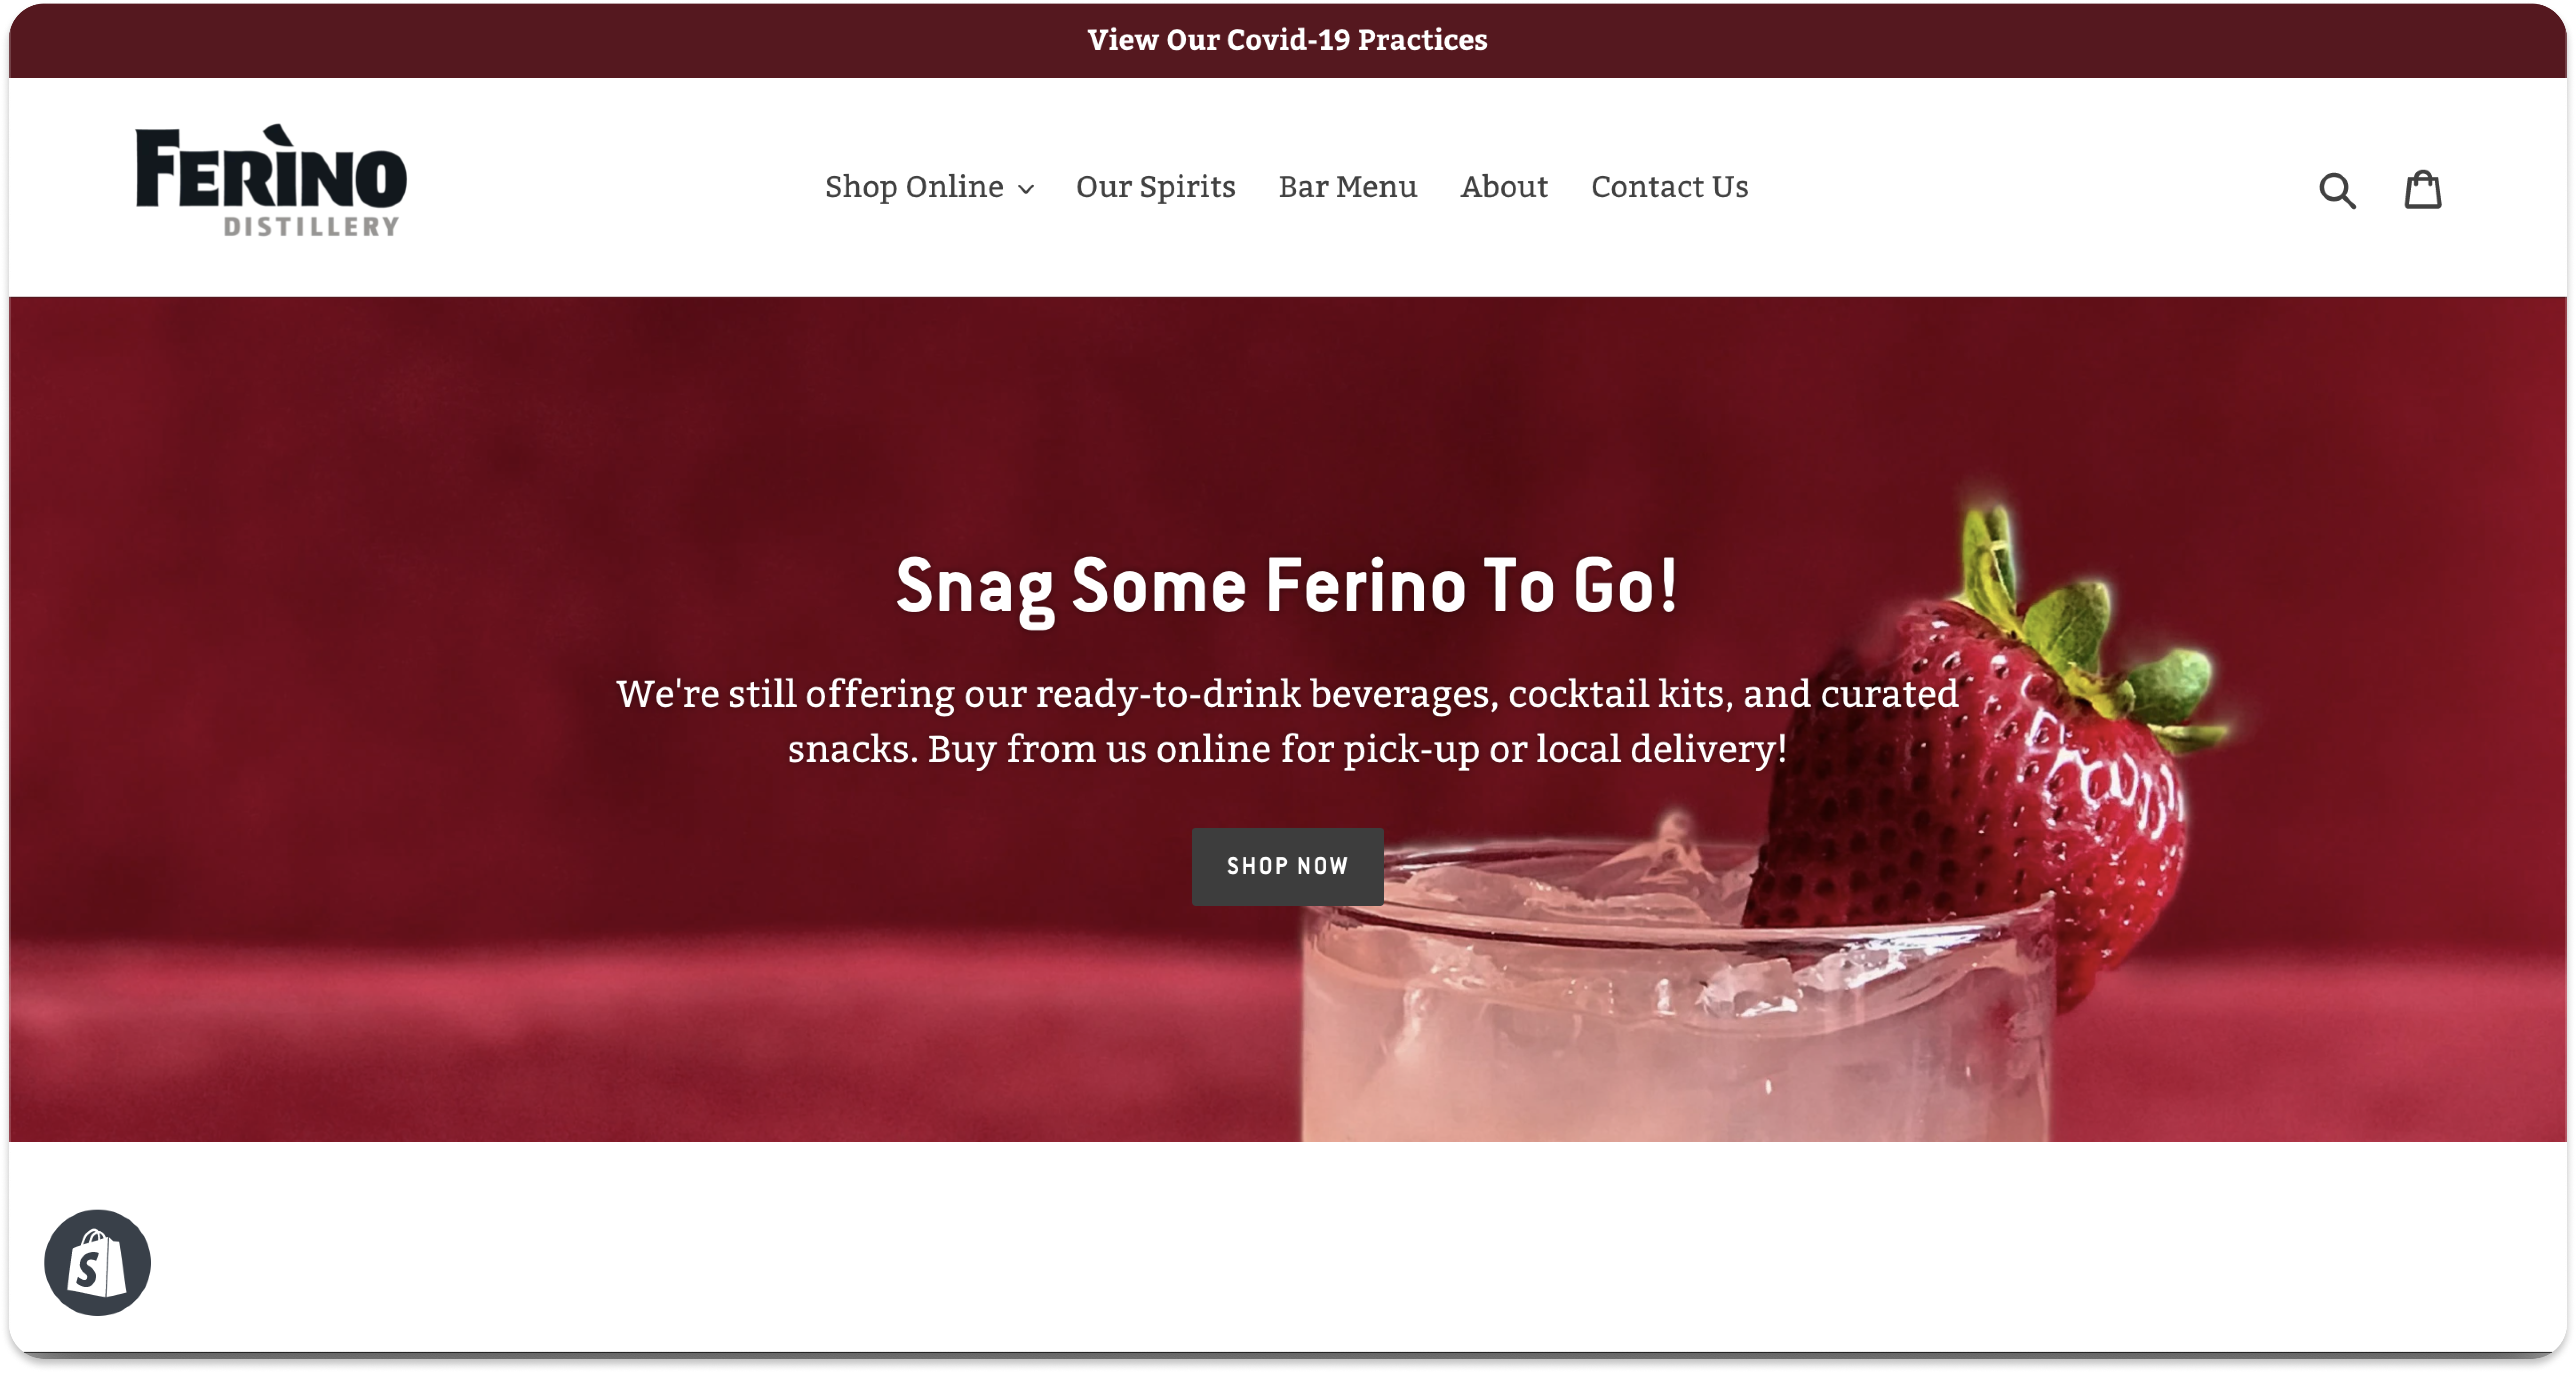 View Our Covid-19 Practices
FERÌNO
DISTILLERY
Shop Online Our Spirits Bar Menu About Contact Us
Snag Some Ferino To Go!
We're still offering our ready-to-drink beverages, cocktail kits, and curated
snacks. Buy from us online for pick-up or local delivery!
SHOP NOW
S